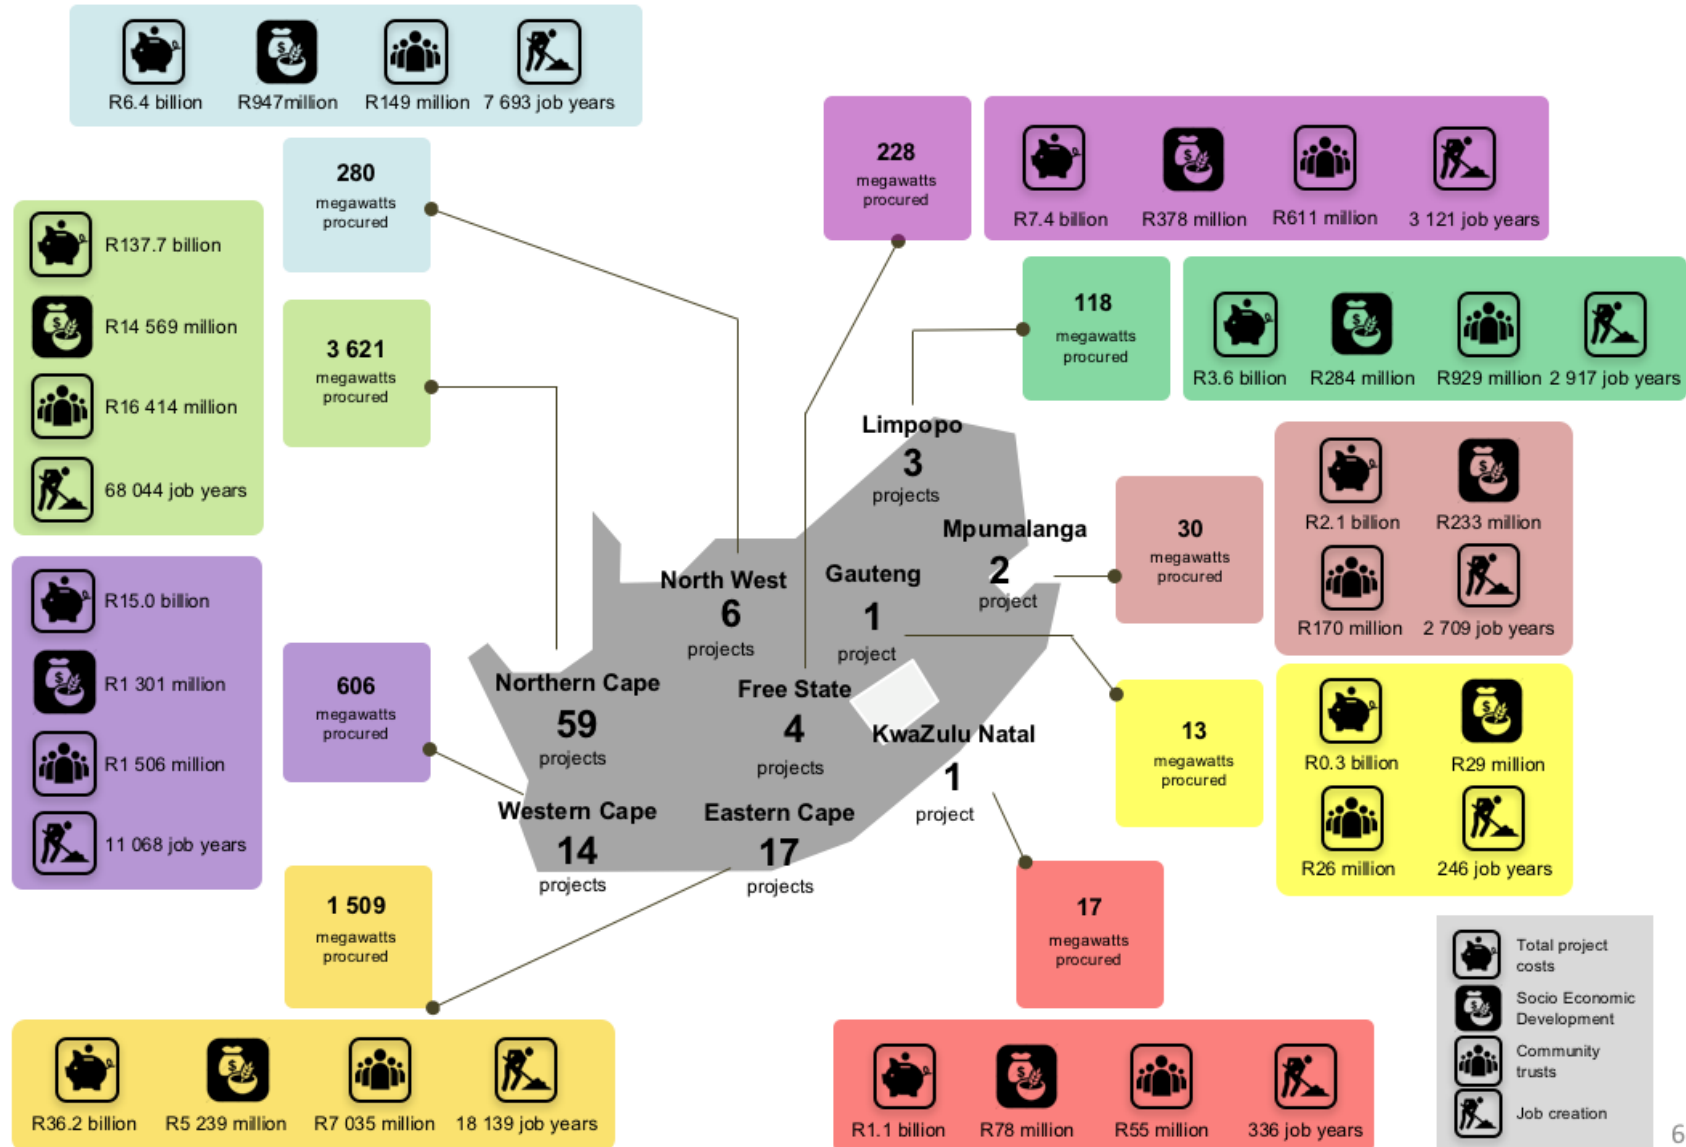 R6.4 billion
R947million
R149 million
7 693 job years
280
megawatts
procured
R137.7 billion
R14 569 million
R16 414 million
68 044 job years
3 621
megawatts
procured
R15.0 billion
R1 301 million
R1 506 million
11 068 job years
606
megawatts
procured
1 509
megawatts
procured
R36.2 billion
R5 239 million
R7 035 million
18 139 job years
228
megawatts
procured
R7.4 billion
R378 million
R611 million
3 121 job years
118
megawatts
procured
R3.6 billion
R284 million
R929 million
2 917 job years
Limpopo
3
projects
Mpumalanga
2
project
North West
6
projects
Gauteng
1
project
Northern Cape
59
projects
Free State
4
projects
KwaZulu Natal
1
project
Western Cape
14
projects
Eastern Cape
17
projects
30
megawatts
procured
R2.1 billion
R233 million
R170 million
2 709 job years
13
megawatts
procured
R0.3 billion
R29 million
R26 million
246 job years
17
megawatts
procured
R1.1 billion
R78 million
R55 million
336 job years
Total project
costs
Socio Economic
Development
Community
trusts
Job creation
6